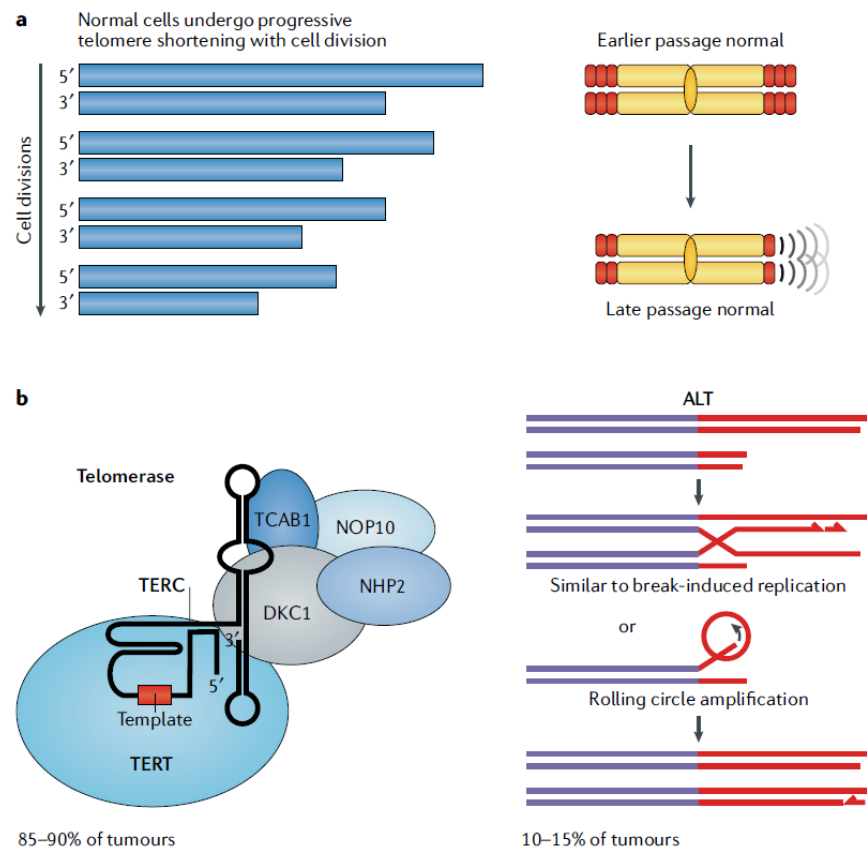 a
Normal cells undergo progressive
telomere shortening with cell division
Cell divisions
5′
3′
5′
3′
5′
3′
5′
3′
Earlier passage normal
Late passage normal
b
Telomerase
TCAB1
NOP10
NHP2
DKC1
TERC
3′
5′
Template
TERT
85–90% of tumours
ALT
Similar to break-induced replication
or
Rolling circle amplification
10–15% of tumours